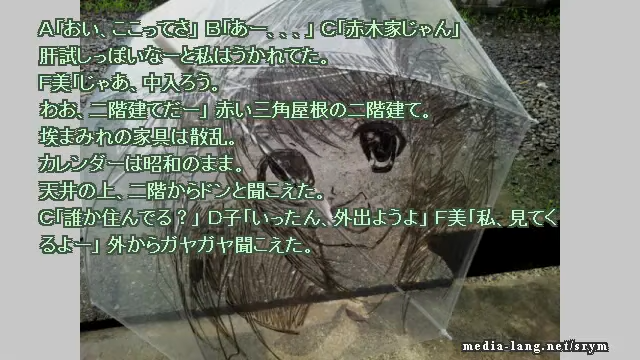 A「おい、ここってさ」 B「あー、、、」 C「赤木家じゃん」
肝試しっぽいなーと私はうかれてた。
F美「じゃあ、中入ろう。
わお、二階建てだー」 赤い三角屋根の二階建て。
埃まみれの家具は散乱。
カレンダーは昭和のまま。
天井の上、二階からドンと聞こえた。
C「誰か住んでる？」 D子「いったん、外出ようよ」 F美「私、見てく
るよー」 外からガヤガヤ聞こえた。
media-lang.net/srym